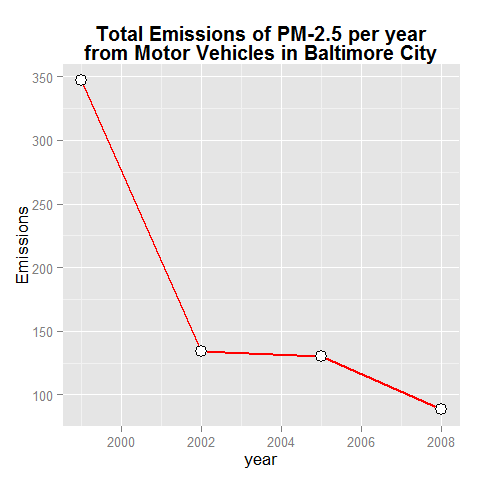 Total Emissions of PM-2.5 per year
from Motor Vehicles in Baltimore City
350
300
250
200
150
100
Emissions
2000 2002 2004 2006 2008
year